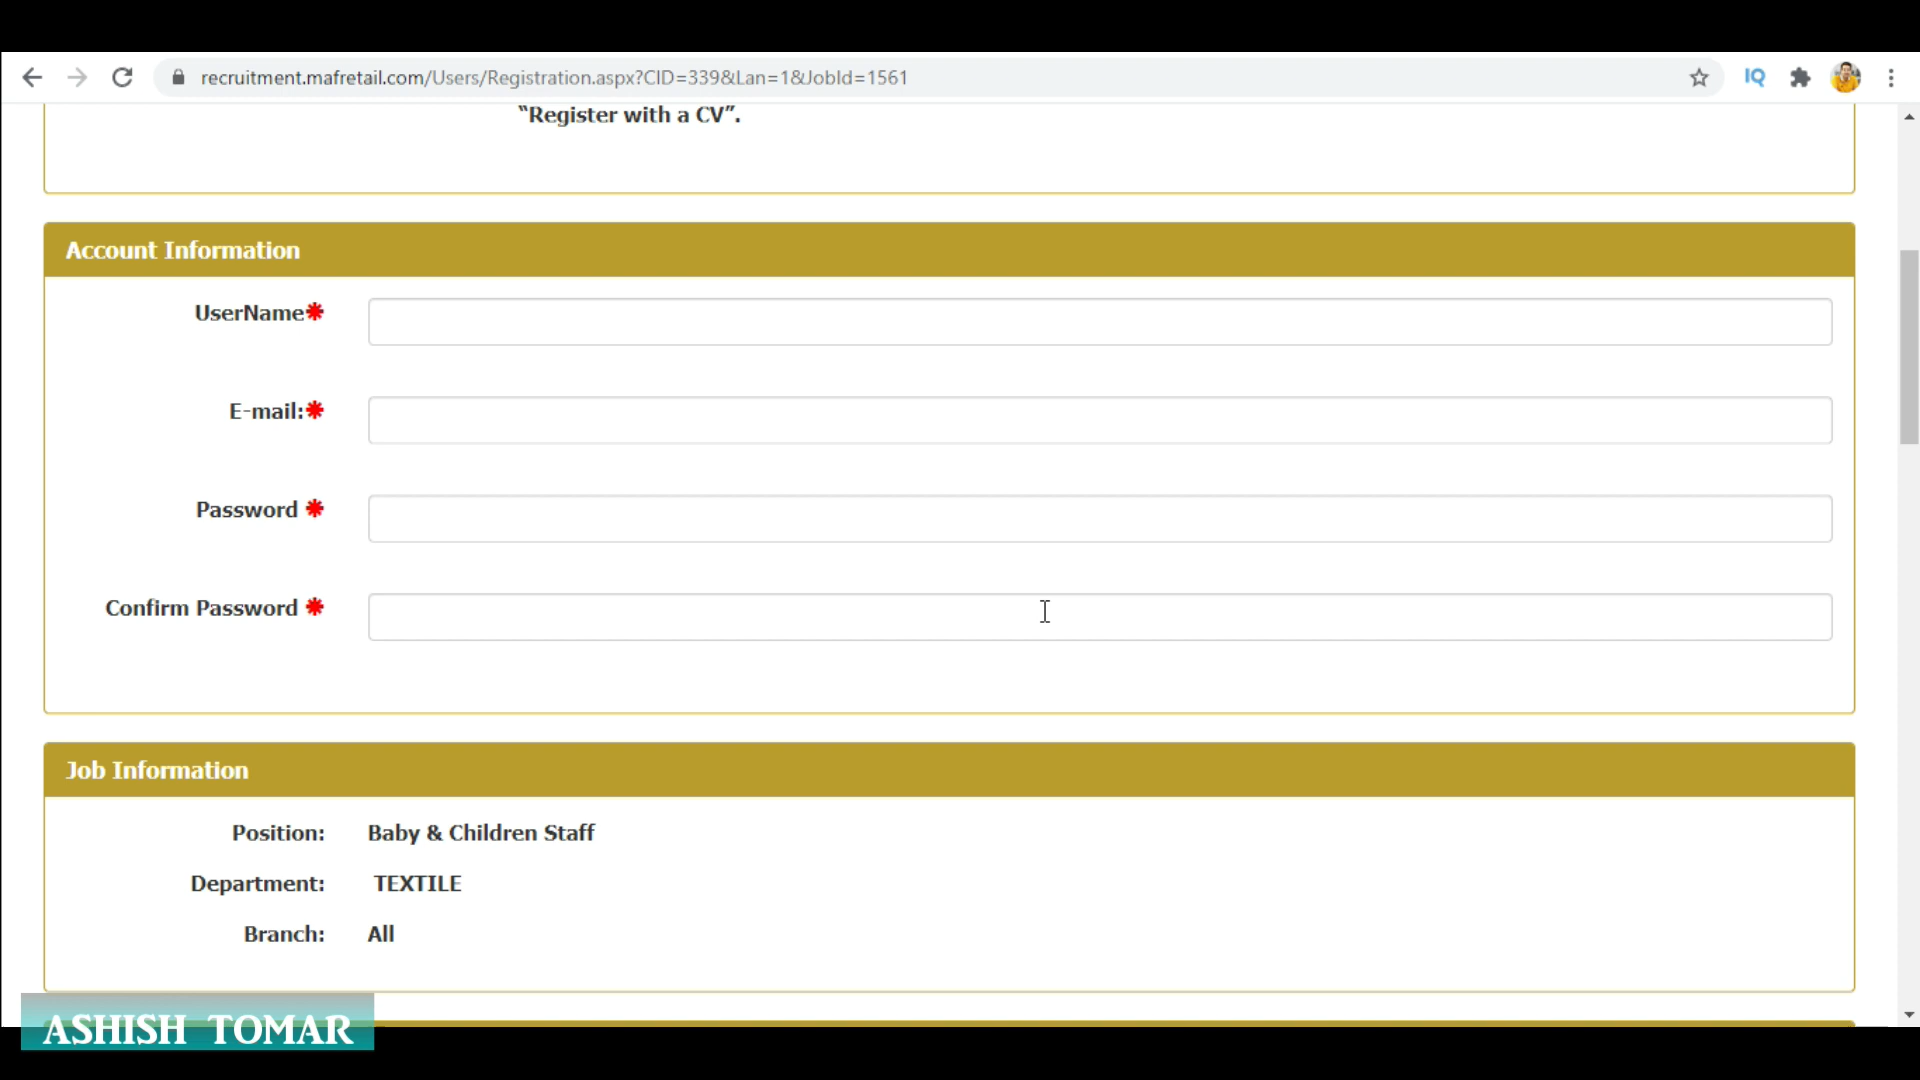 recruitment.mafretail.com/Users/Registration.aspx?CID=339&Lan=1&JobId=1561
IQ
“Register with a CV”.
Account Information
UserName*
E-mail:*
Password *
Confirm Password *
Job Information
Position: Baby & Children Staff
Department: TEXTILE
Branch: All
ASHISH TOMAR